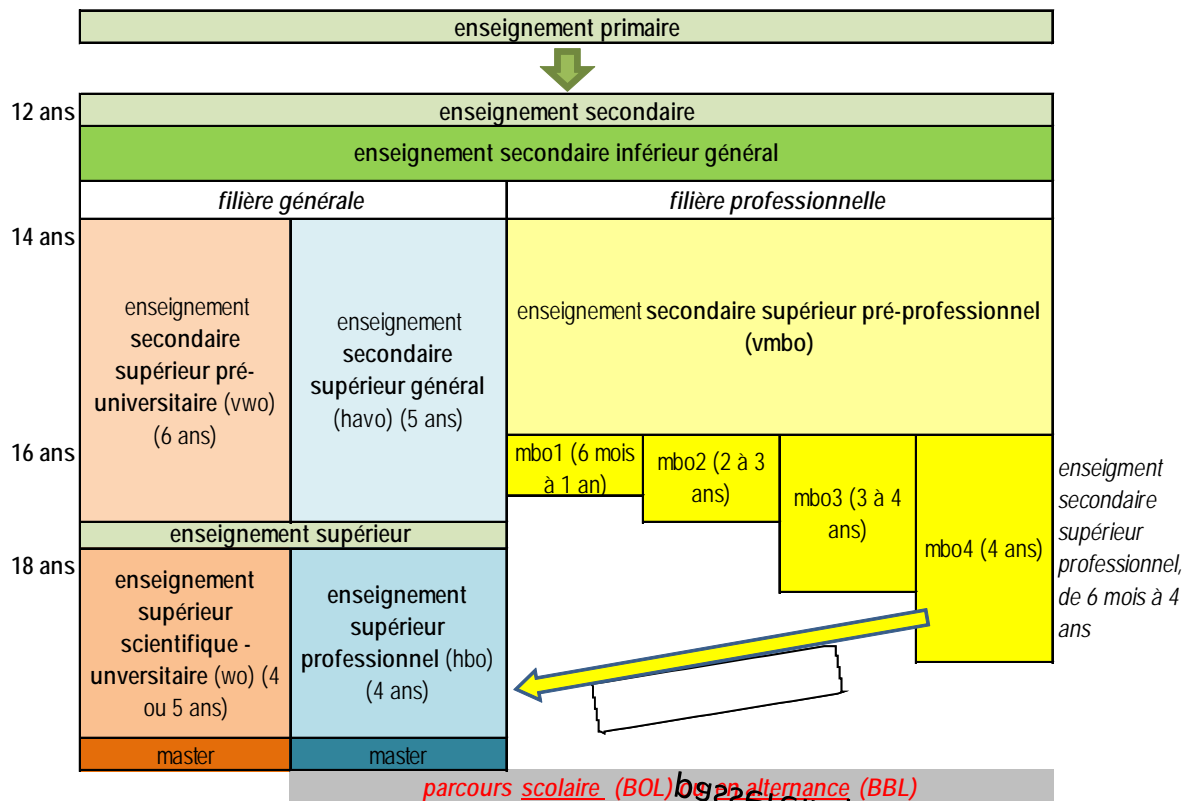 enseignement primaire
12 ans
enseignement secondaire
enseignement secondaire inférieur général
filière générale
filière professionnelle
14 ans
enseignement
secondaire
supérieur pré-
universitaire (vwo)
(6 ans)
enseignement
secondaire
supérieur général
(havo) (5 ans)
enseignement secondaire supérieur pré-professionnel
(vmbo)
16 ans
mbo1 (6 mois
à 1 an)
mbo2 (2 à 3
ans)
mbo3 (3 à 4
ans)
mbo4 (4 ans)
enseigment
secondaire
supérieur
professionnel,
de 6 mois à 4
ans
enseignement supérieur
18 ans
enseignement
supérieur
scientifique -
unversitaire (wo) (4
ou 5 ans)
enseignement
supérieur
professionnel (hbo)
(4 ans)
master
master
parcours scolaire (BOL) en alternance (BBL)